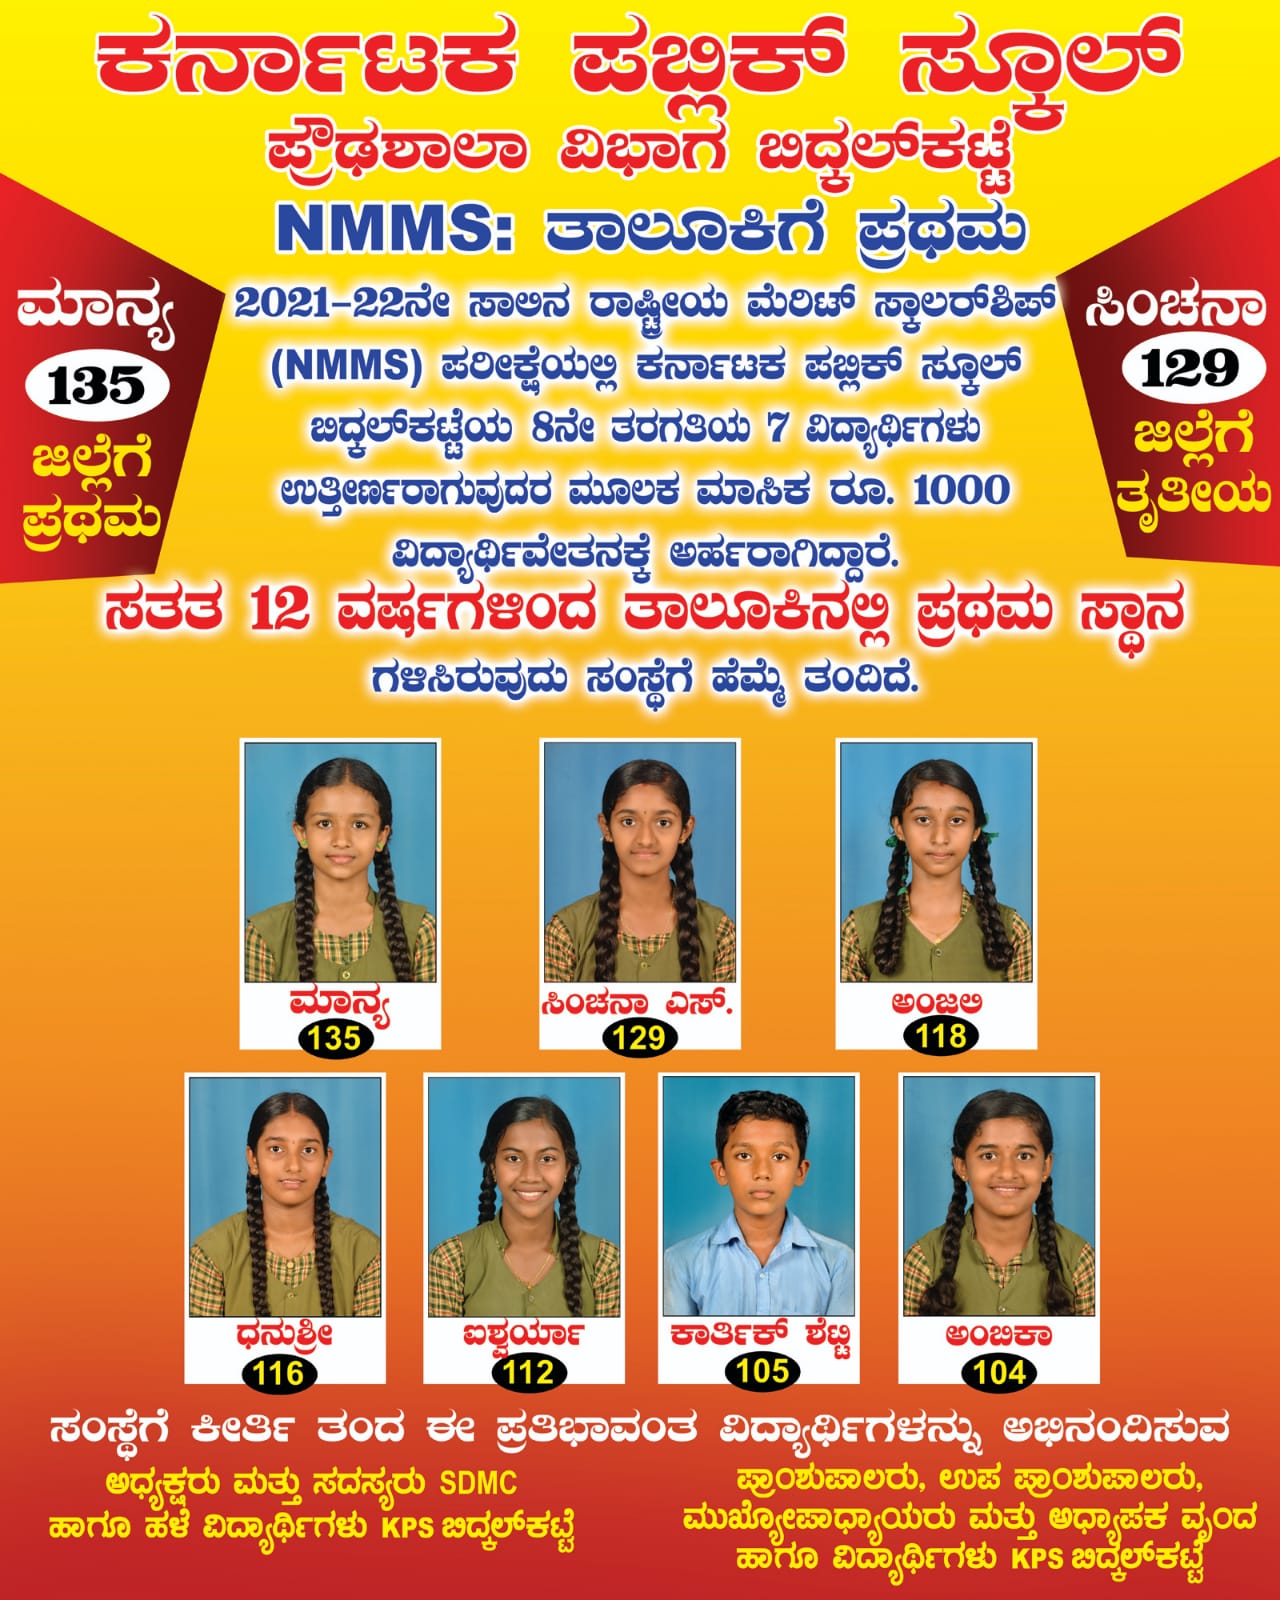 ಕರ್ನಾಟಕ ಪಬ್ಲಿಕ್ ಸ್ಕೂಲ್
ಪ್ರೌಢಶಾಲಾ ವಿಭಾಗ ಬಿದ್ಕಲ್‌ಕಟ್ಟೆ
NMMS: ತಾಲೂಕಿಗೆ ಪ್ರಥಮ
ಮಾನ್ಯ
135
ಜಿಲ್ಲೆಗೆ
ಪ್ರಥಮ
2021-22ನೇ ಸಾಲಿನ ರಾಷ್ಟ್ರೀಯ ಮೆರಿಟ್ ಸ್ಕಾಲರ್‌ಶಿಪ್
(NMMS) ಪರೀಕ್ಷೆಯಲ್ಲಿ ಕರ್ನಾಟಕ ಪಬ್ಲಿಕ್ ಸ್ಕೂಲ್
ಬಿದ್ಕಲ್‌ಕಟ್ಟೆಯ 8ನೇ ತರಗತಿಯ 7 ವಿದ್ಯಾರ್ಥಿಗಳು
ಉತ್ತೀರ್ಣರಾಗುವುದರ ಮೂಲಕ ಮಾಸಿಕ ರೂ. 1000
ವಿದ್ಯಾರ್ಥಿವೇತನಕ್ಕೆ ಅರ್ಹರಾಗಿದ್ದಾರೆ.
ಸಿಂಚನಾ
129
ಜಿಲ್ಲೆಗೆ
ತೃತೀಯ
ಸತತ 12 ವರ್ಷಗಳಿಂದ ತಾಲೂಕಿನಲ್ಲಿ ಪ್ರಥಮ ಸ್ಥಾನ
ಗಳಿಸಿರುವುದು ಸಂಸ್ಥೆಗೆ ಹೆಮ್ಮೆ ತಂದಿದೆ.
ಮಾನ್ಯ
135
ಸಿಂಚನಾ ಎಸ್.
129
ಅಂಜಲಿ
118
ಧನುಶ್ರೀ
116
ಐಶ್ವರ್ಯಾ
112
ಕಾರ್ತಿಕ್ ಶೆಟ್ಟಿ
105
ಅಂಬಿಕಾ
104
ಸಂಸ್ಥೆಗೆ ಕೀರ್ತಿ ತಂದ ಈ ಪ್ರತಿಭಾವಂತ ವಿದ್ಯಾರ್ಥಿಗಳನ್ನು ಅಭಿನಂದಿಸುವ
ಅಧ್ಯಕ್ಷರು ಮತ್ತು ಸದಸ್ಯರು SDMC
ಹಾಗೂ ಹಳೆ ವಿದ್ಯಾರ್ಥಿಗಳು KPS ಬಿದ್ಕಲ್‌ಕಟ್ಟೆ
ಪ್ರಾಂಶುಪಾಲರು, ಉಪ ಪ್ರಾಂಶುಪಾಲರು,
ಮುಖ್ಯೋಪಾಧ್ಯಾಯರು ಮತ್ತು ಅಧ್ಯಾಪಕ ವೃಂದ
ಹಾಗೂ ವಿದ್ಯಾರ್ಥಿಗಳು KPS ಬಿದ್ಕಲ್‌ಕಟ್ಟೆ